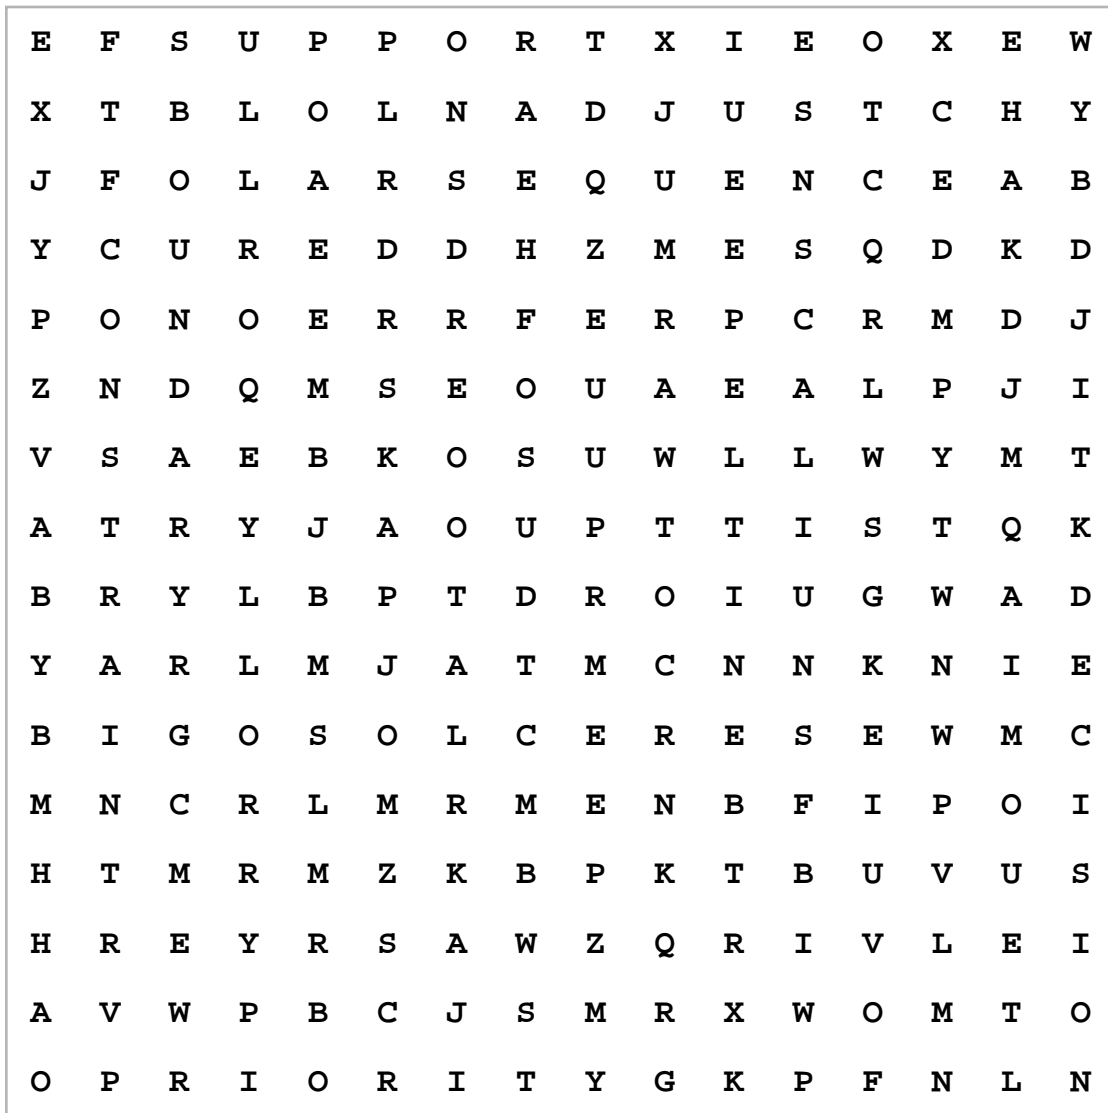 E F S U P P O R T X I E O X E W
X T B L O L N A D J U S T C H Y
J F O L A R S E Q U E N C E A B
Y C U R E D D H Z M E S Q D K D
P O N O E R R F E R P C R M D J
Z N D Q M S E O U A E A L P J I
V S A E B K O S U W L L W Y M T
A T R Y J A O U P T T I S T Q K
B R Y L B P T D R O I U G W A D
Y A R L M J A T M C N N K N I E
B I G O S O L C E R E S E W M C
M N C R L M R M E N B F I P O I
H T M R M Z K B P K T B U V U S
H R E Y R S A W Z Q R I V L E I
A V W P B C J S M R X W O M T O
O P R I O R I T Y G K P F N L N